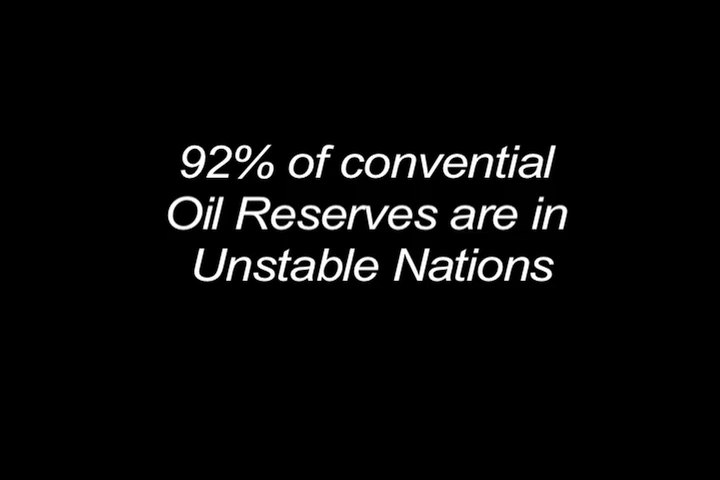 92% of convential
Oil Reserves are in
Unstable Nations